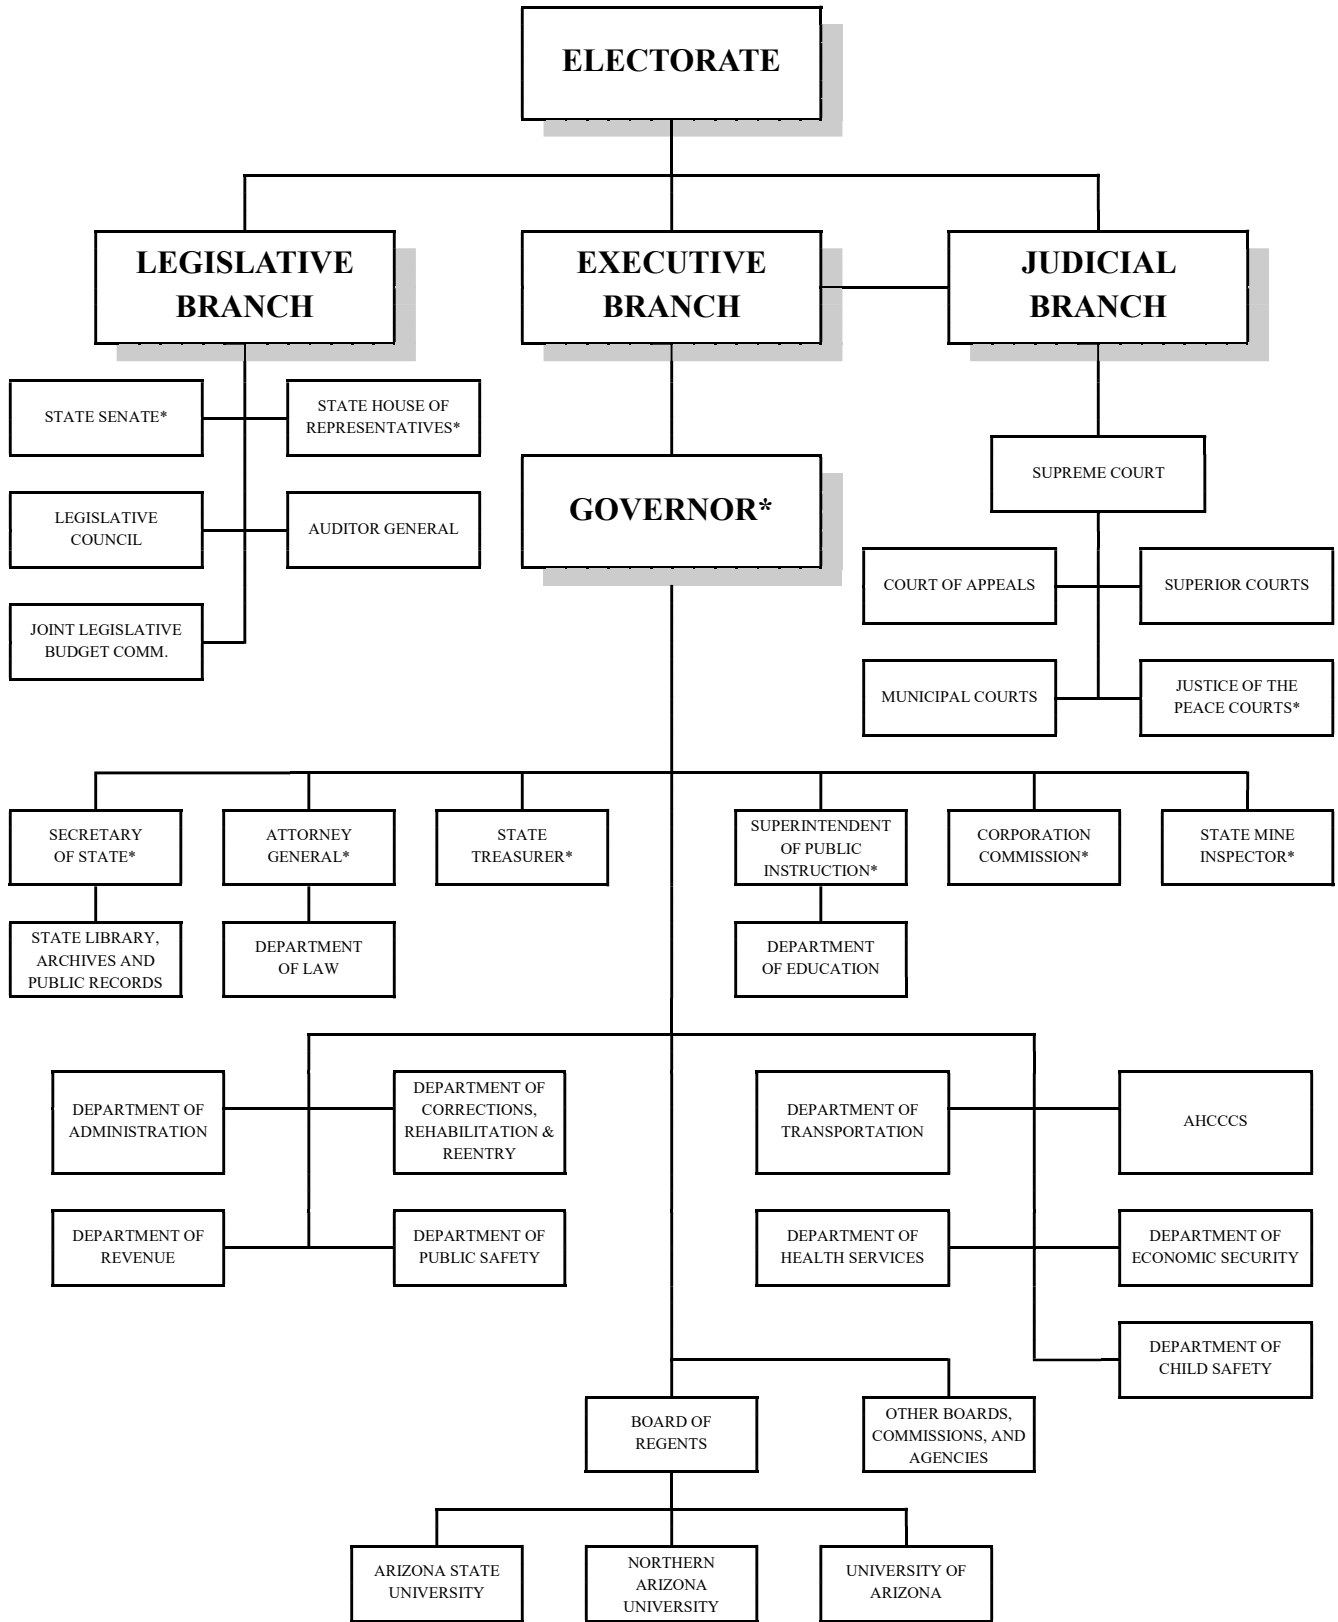 ELECTORATE
LEGISLATIVE
BRANCH
EXECUTIVE
BRANCH
JUDICIAL
BRANCH
STATE SENATE*
STATE HOUSE OF
REPRESENTATIVES*
LEGISLATIVE
COUNCIL
AUDITOR GENERAL
JOINT LEGISLATIVE
BUDGET COMM.
GOVERNOR*
SUPREME COURT
COURT OF APPEALS
SUPERIOR COURTS
MUNICIPAL COURTS
JUSTICE OF THE
PEACE COURTS*
SECRETARY
OF STATE*
ATTORNEY
GENERAL*
STATE
TREASURER*
SUPERINTENDENT
OF PUBLIC
INSTRUCTION*
CORPORATION
COMMISSION*
STATE MINE
INSPECTOR*
STATE LIBRARY,
ARCHIVES AND
PUBLIC RECORDS
DEPARTMENT
OF LAW
DEPARTMENT
OF EDUCATION
DEPARTMENT OF
ADMINISTRATION
DEPARTMENT OF
CORRECTIONS,
REHABILITATION &
REENTRY
DEPARTMENT OF
TRANSPORTATION
AHCCCS
DEPARTMENT OF
REVENUE
DEPARTMENT OF
PUBLIC SAFETY
DEPARTMENT OF
HEALTH SERVICES
DEPARTMENT OF
ECONOMIC SECURITY
DEPARTMENT OF
CHILD SAFETY
BOARD OF
REGENTS
OTHER BOARDS,
COMMISSIONS, AND
AGENCIES
ARIZONA STATE
UNIVERSITY
NORTHERN
ARIZONA
UNIVERSITY
UNIVERSITY OF
ARIZONA